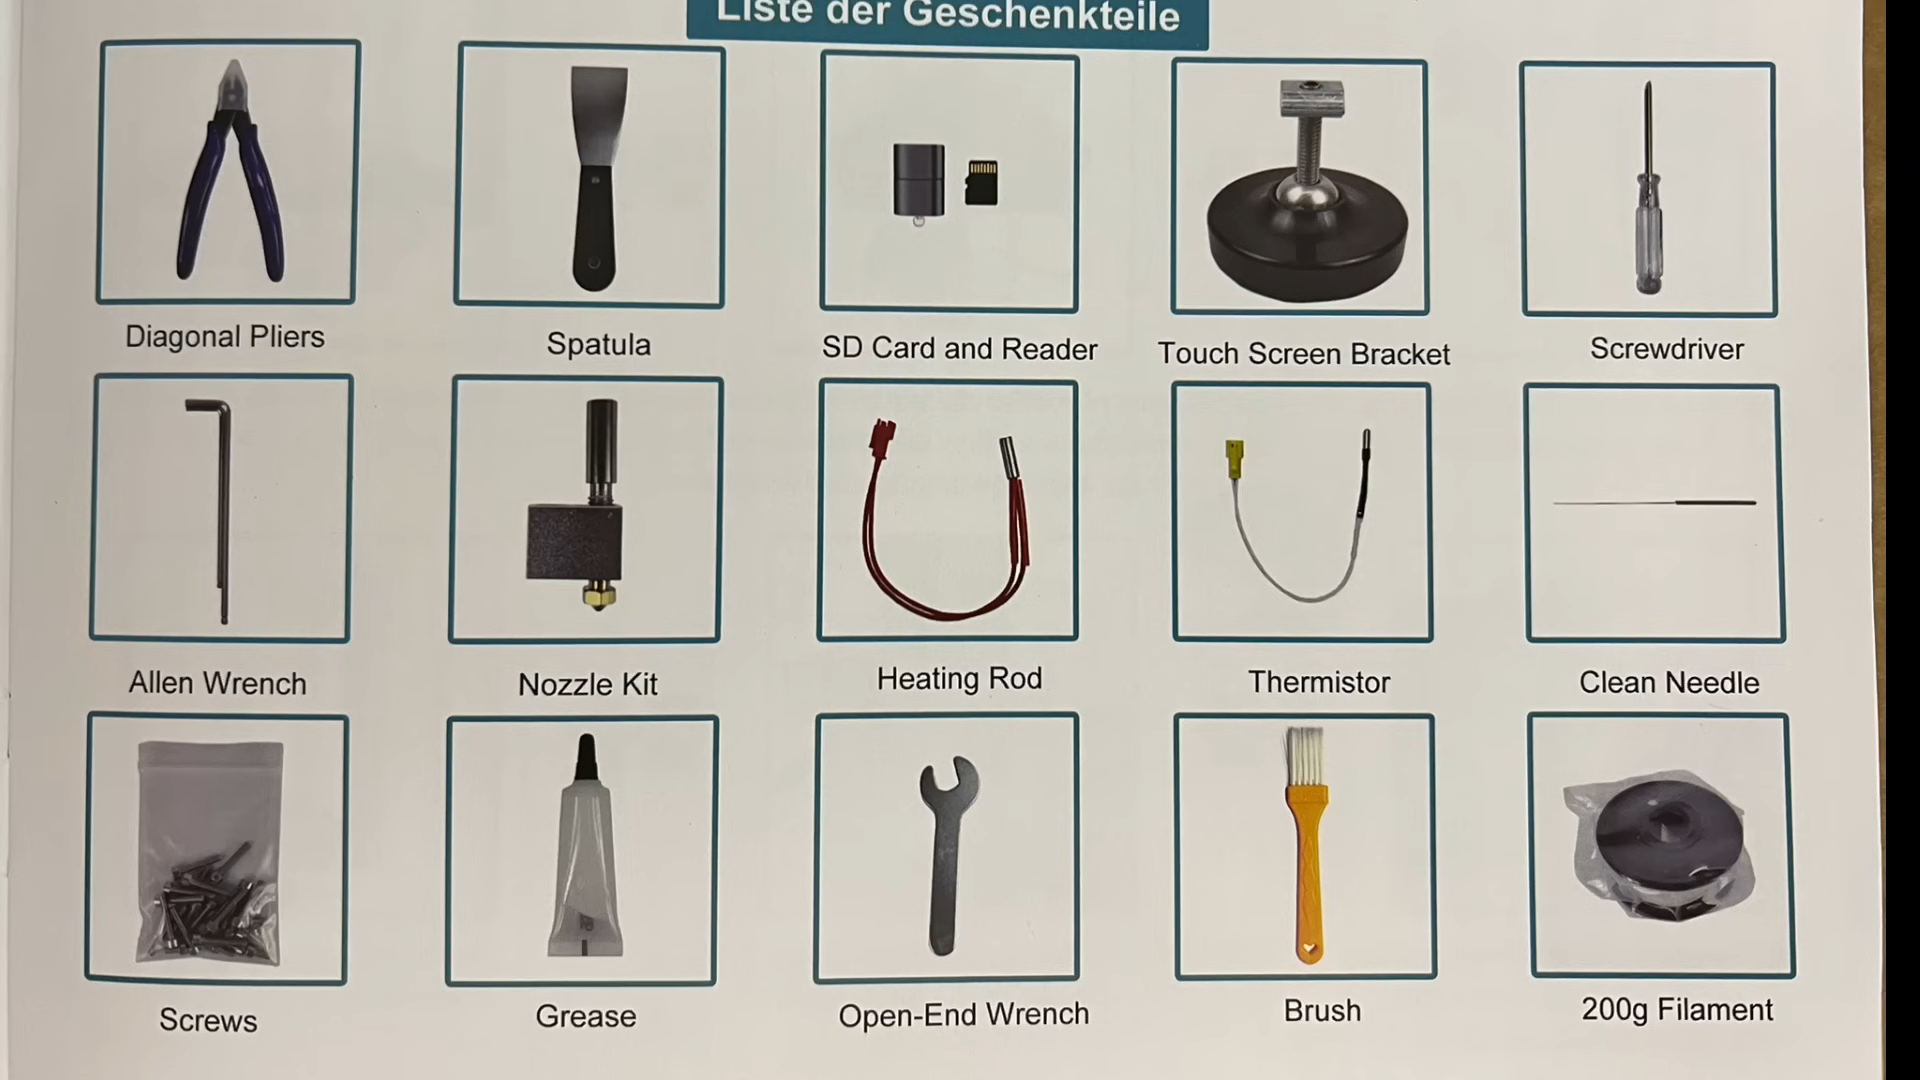 Liste der Geschenkteile
Diagonal Pliers
Spatula
SD Card and Reader
Touch Screen Bracket
Screwdriver
Allen Wrench
Nozzle Kit
Heating Rod
Thermistor
Clean Needle
Screws
Grease
Open-End Wrench
Brush
200g Filament